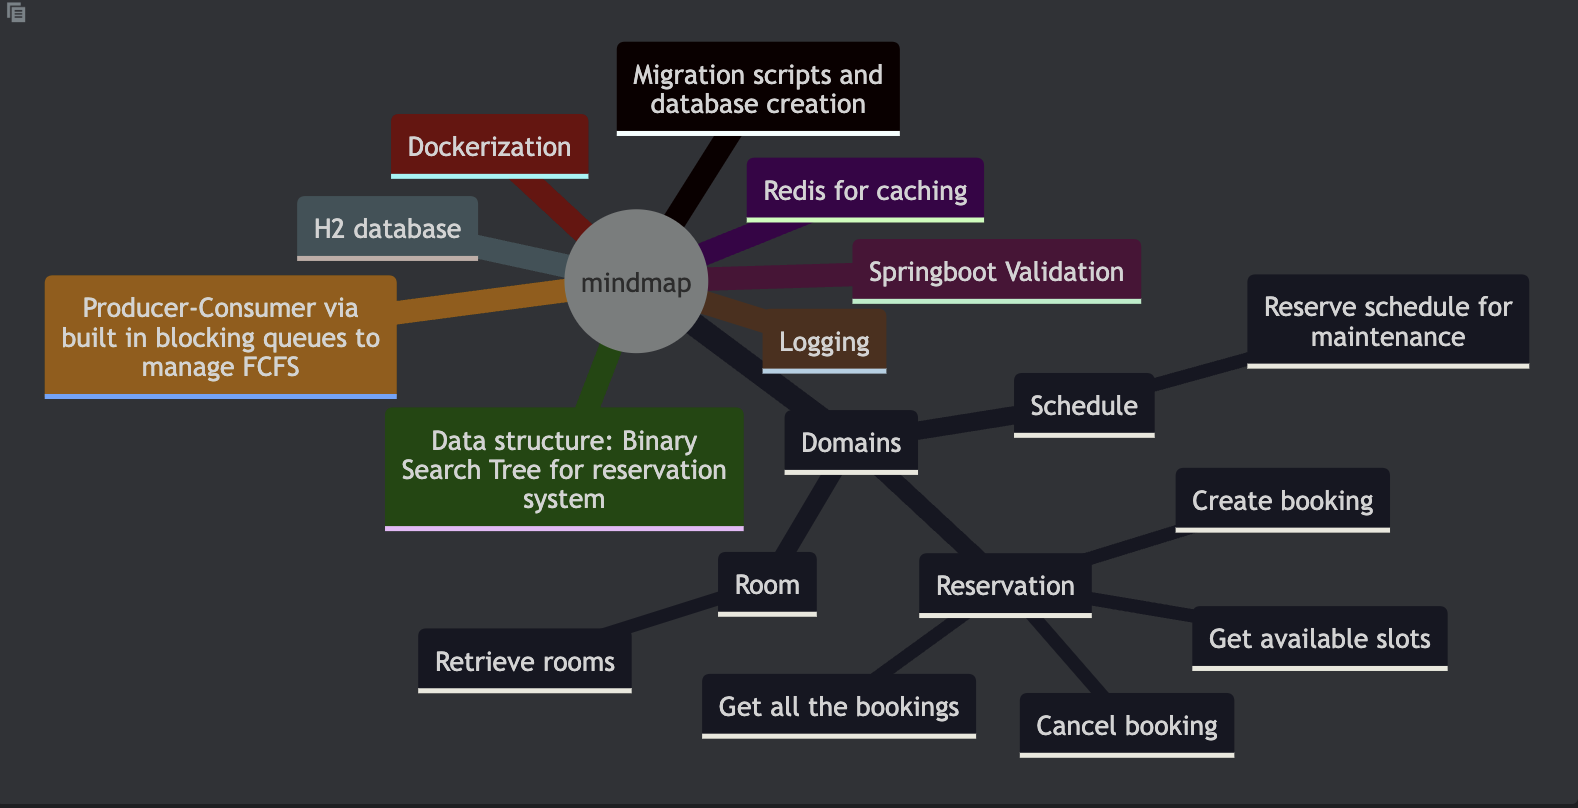 Migration scripts and
database creation
Dockerization
Redis for caching
H2 database
mindmap
Springboot Validation
Producer-Consumer via
built in blocking queues to
manage FCFS
Logging
Reserve schedule for
maintenance
Schedule
Data structure: Binary
Search Tree for reservation
system
Domains
Create booking
Room
Reservation
Get available slots
Retrieve rooms
Get all the bookings
Cancel booking